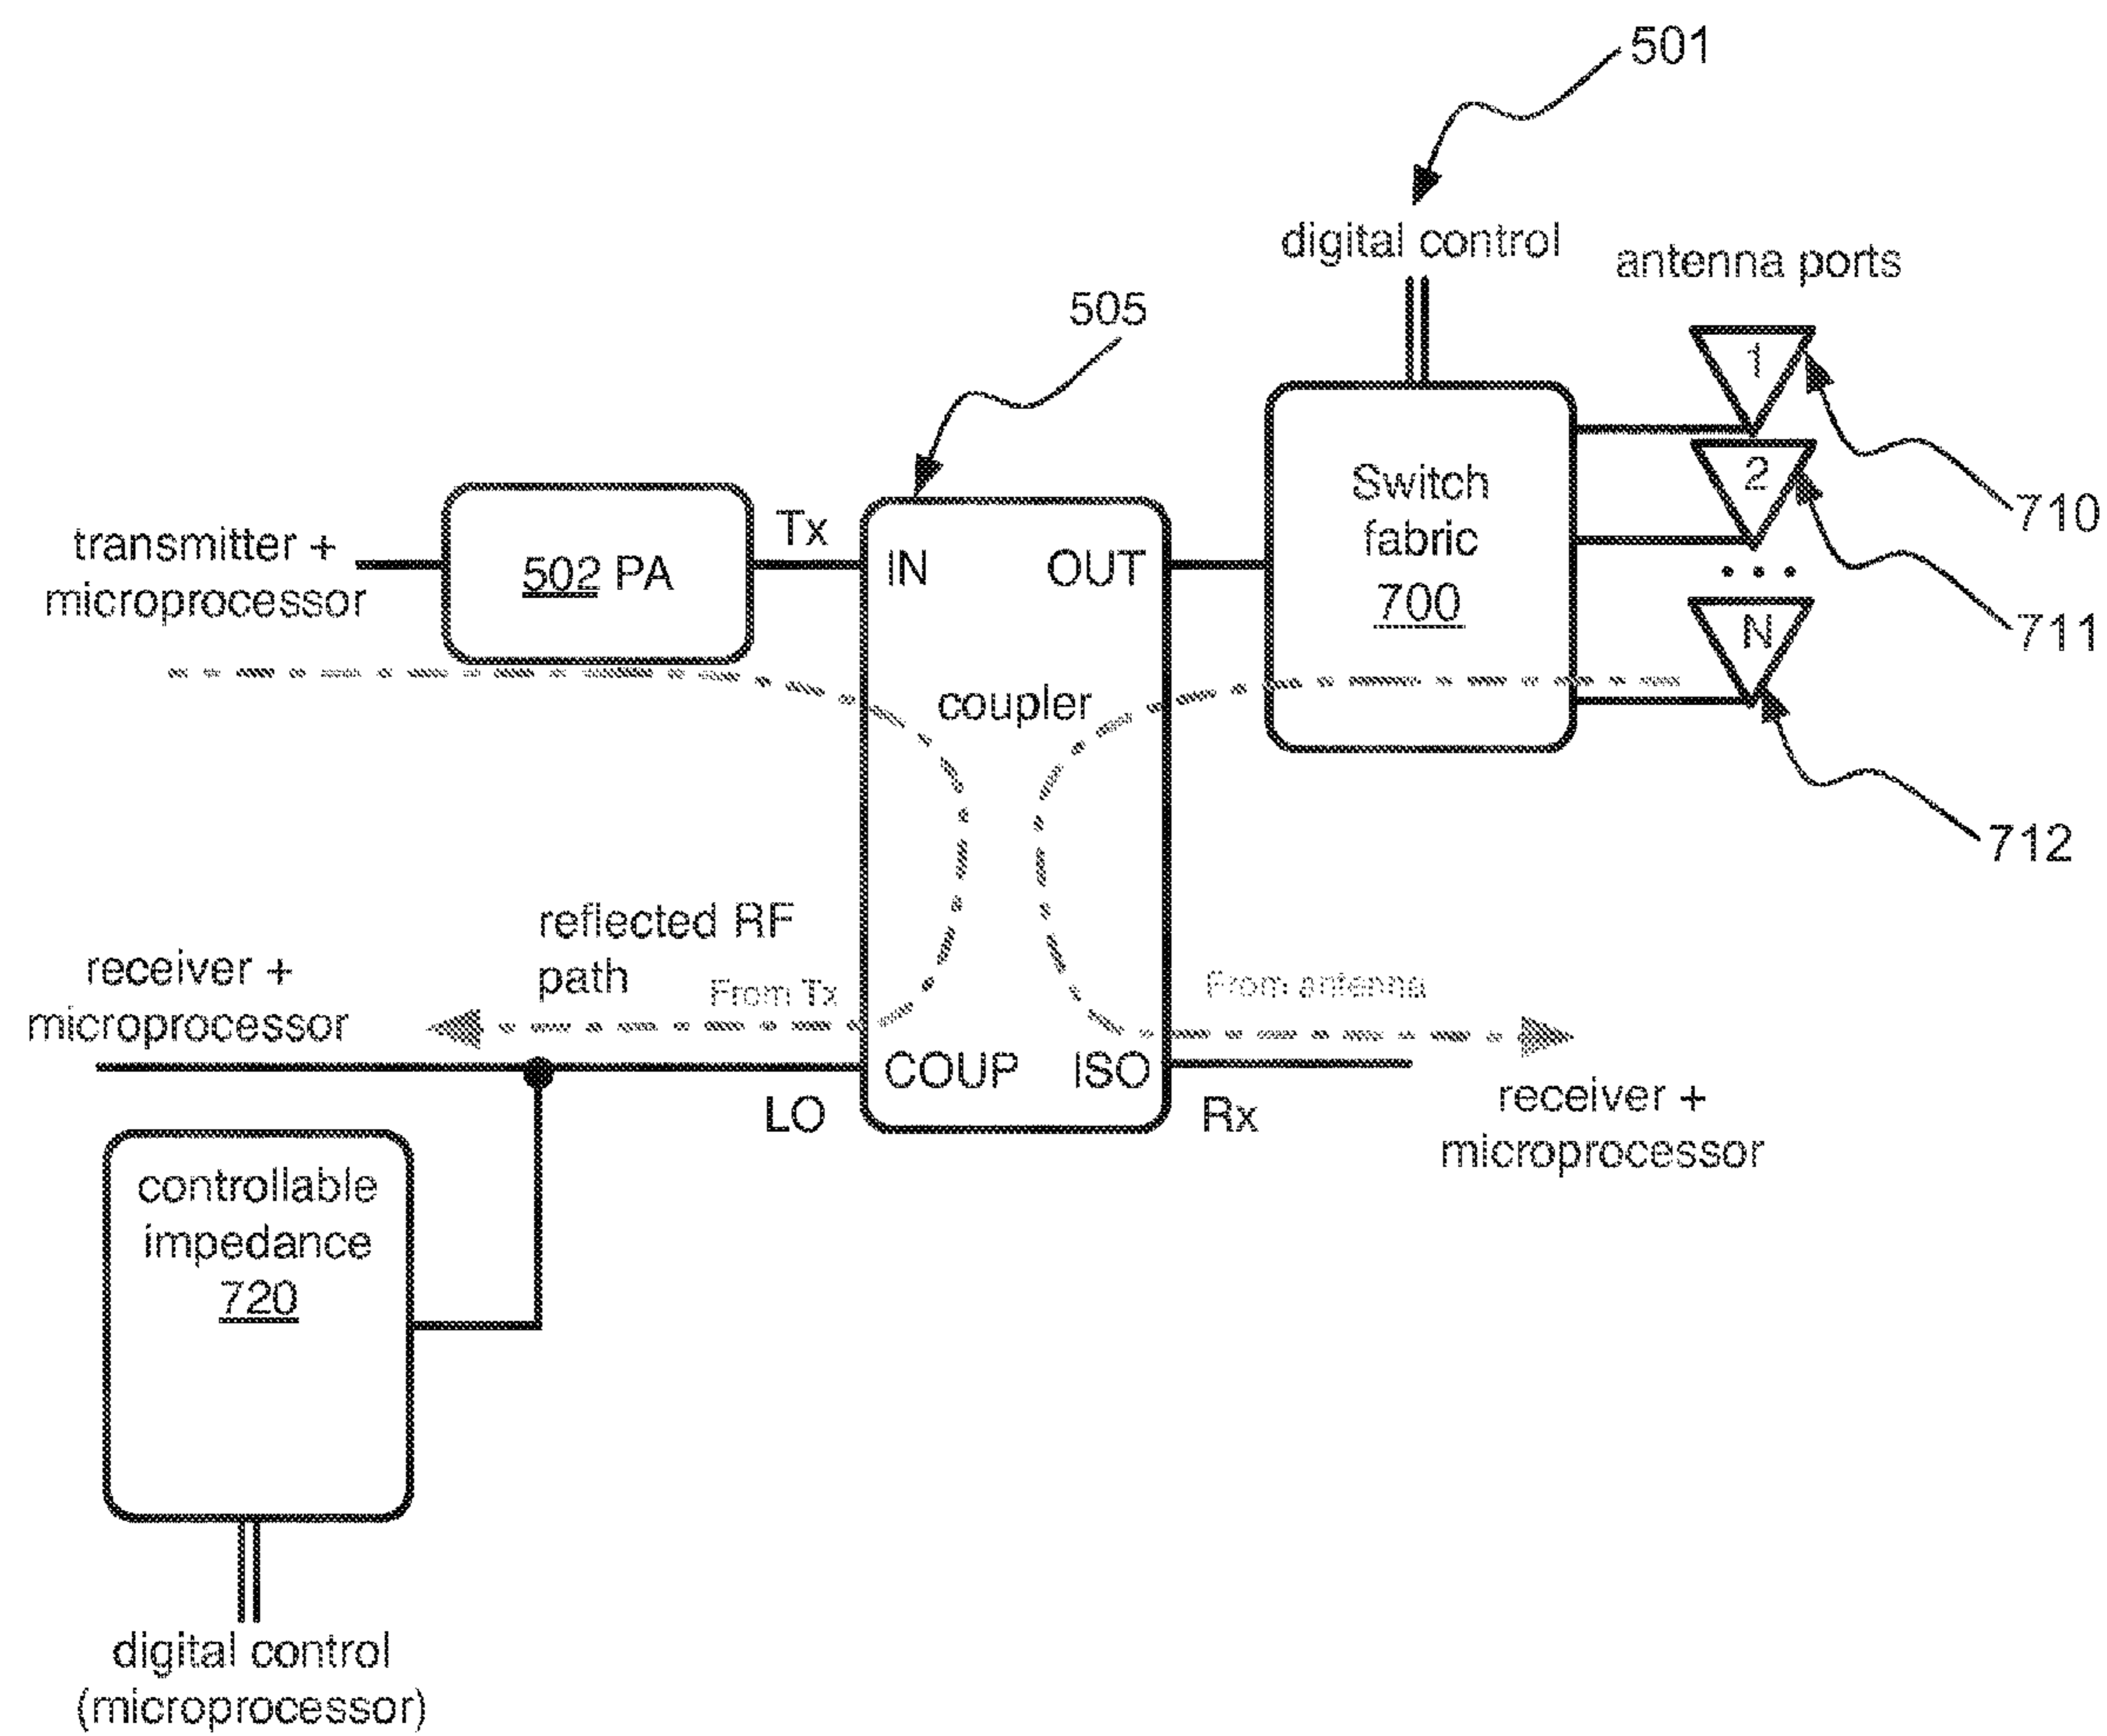 501
digital control
antenna ports
505
1
2
Switch
fabric
700
710
transmitter +
microprocessor
502 PA
Tx
IN
OUT
• • •
N
711
coupler
712
reflected RF
path
From Tx
From antenna
receiver +
microprocessor
COUP
ISO
LO
Rx
receiver +
microprocessor
controllable
impedance
720
digital control
(microprocessor)